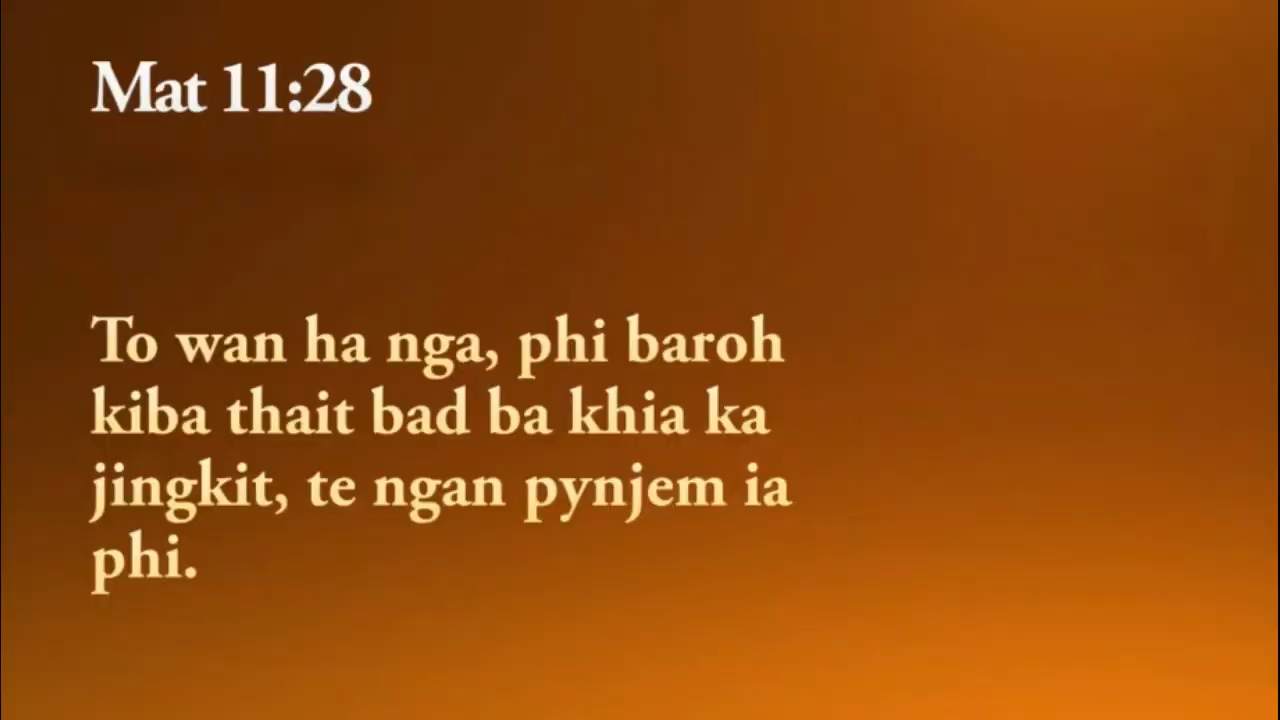 Mat 11:28
To wan ha nga, phi baroh
kiba thait bad ba khia ka
jingkit, te ngan pynjem ia
phi.